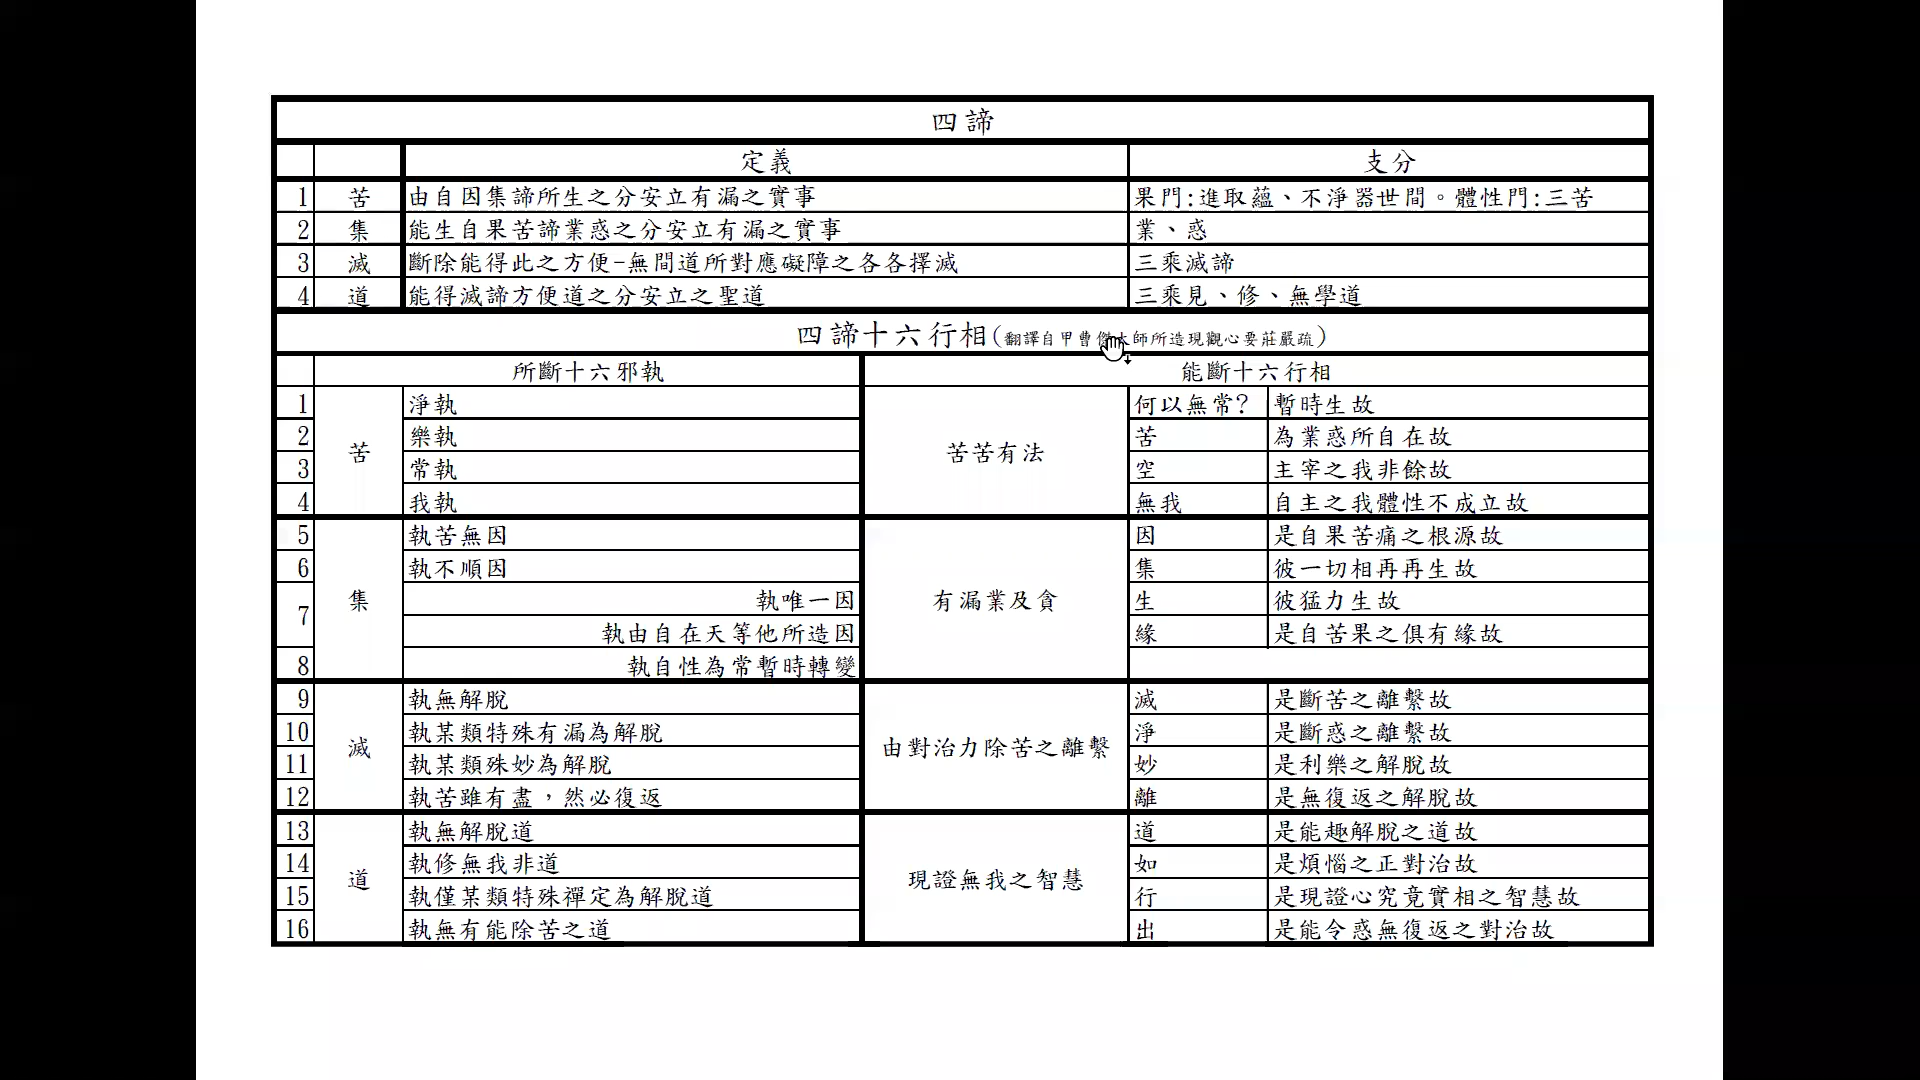 四諦
定義 支分
1 苦 由自因集諦所生之分安立有漏之實事 果門:進取蘊、不淨器世間。體性門:三苦
2 集 能生自果苦諦業惑之分安立有漏之實事 業、惑
3 滅 斷除能得此之方便-無間道所對應礙障之各各擇滅 三乘滅諦
4 道 能得滅諦方便道之分安立之聖道 三乘見、修、無學道
四諦十六行相(翻譯自甲曹傑大師所造現觀心要莊嚴疏)
所斷十六邪執 能斷十六行相
1 苦 淨執 苦苦有法 何以無常? 暫時生故
2 樂執 苦 為業惑所自在故
3 常執 空 主宰之我非餘故
4 我執 無我 自主之我體性不成立故
5 集 執苦無因 有漏業及貪 因 是自果苦痛之根源故
6 執不順因 集 彼一切相再再生故
7 執唯一因 生 彼猛力生故
執由自在天等他所造因 緣 是自苦果之俱有緣故
8 執自性為常暫時轉變
9 滅 執無解脫 由對治力除苦之離繫 滅 是斷苦之離繫故
10 執某類特殊有漏為解脫 淨 是斷惑之離繫故
11 執某類殊妙為解脫 妙 是利樂之解脫故
12 執苦雖有盡，然必復返 離 是無復返之解脫故
13 道 執無解脫道 現證無我之智慧 道 是能趣解脫之道故
14 執修無我非道 如 是煩惱之正對治故
15 執僅某類特殊禪定為解脫道 行 是現證心究竟實相之智慧故
16 執無有能除苦之道 出 是能令惑無復返之對治故